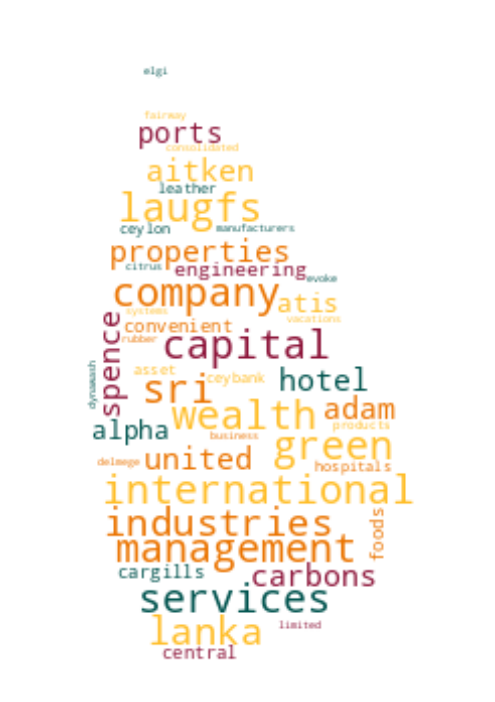 elgi
fairway
ports
consolidated
aitken
leather
laugfs
ceylon manufacturers
properties
citrus engineering
evoke
company atis
systems vacations
convenient
rubber capital
spence
asset ceybank hotel
dynawash
sri
wealth adam
products
alpha business green
delmege united hospitals
international
industries foods
management
cargills carbons
services
limited
lanka
central